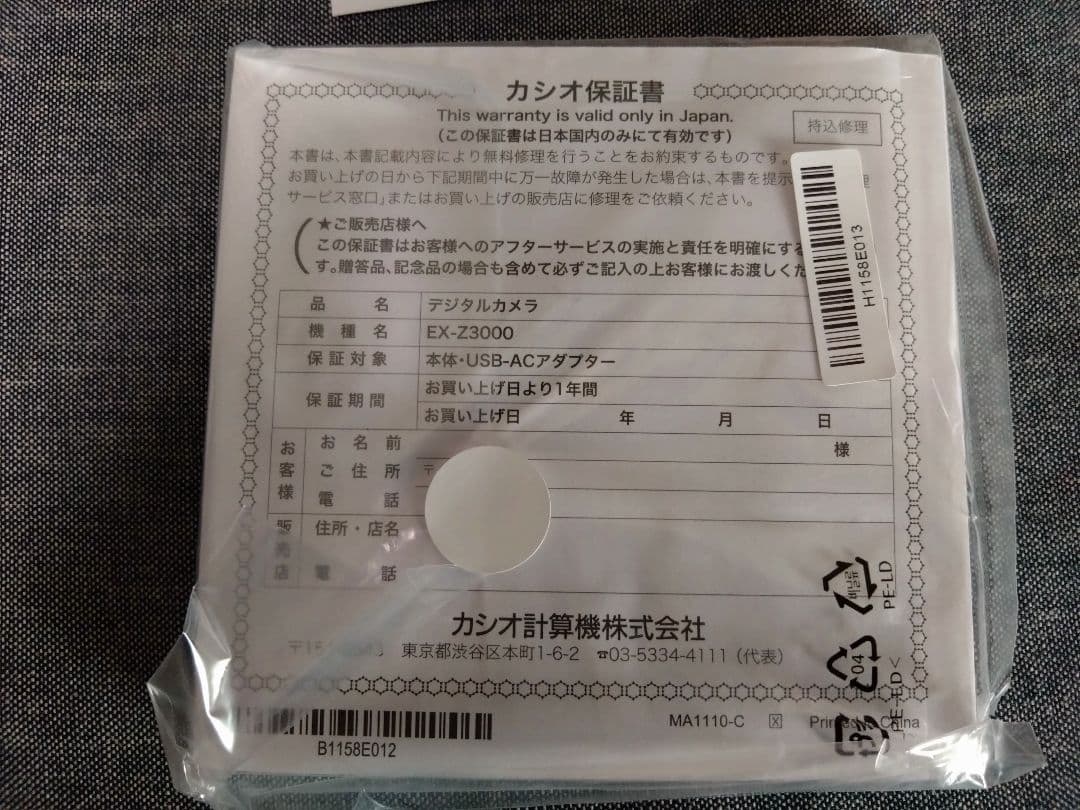 カシオ保証書
This warranty is valid only in Japan.
(この保証書は日本国内のみにて有効です)
持込修理
本書は、本書記載内容により無料修理を行うことをお約束するものです。
お買い上げの日から下記期間中に万一故障が発生した場合は、本書を提示
サービス窓口」またはお買い上げの販売店に修理をご依頼ください。
★ご販売店様へ
この保証書はお客様へのアフターサービスの実施と責任を明確にする
す。贈答品、記念品の場合も含めて必ずご記入の上お客様にお渡しくだ
H1158E013
品名 デジタルカメラ
機種名 EX-Z3000
保証対象 本体・USB-ACアダプター
保証期間 お買い上げ日より1年間
お買い上げ日 年 月 日
お客様 お名前 様
ご住所 〒
電話
販売店 住所・店名
電話
カシオ計算機株式会社
東京都渋谷区本町1-6-2 ☎03-5334-4111(代表)
MA1110-C Printed in China
B1158E012
비닐류
PE-LD
04
>PE-LD<
プラ